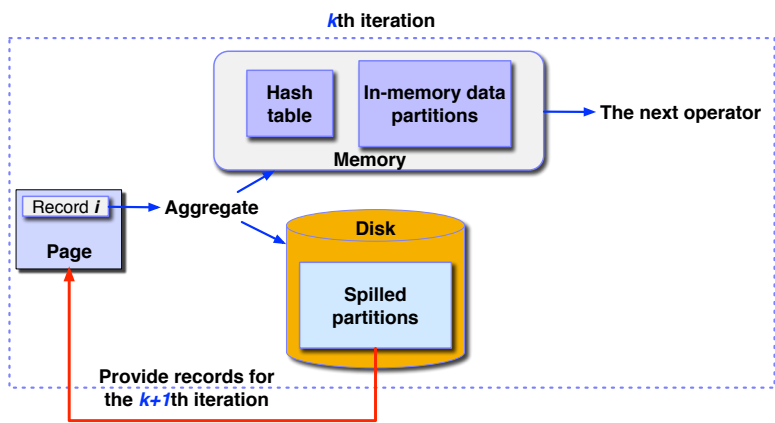 kth iteration
Hash
table
In-memory data
partitions
Memory
The next operator
Record i
Page
Aggregate
Disk
Spilled
partitions
Provide records for
the k+1th iteration